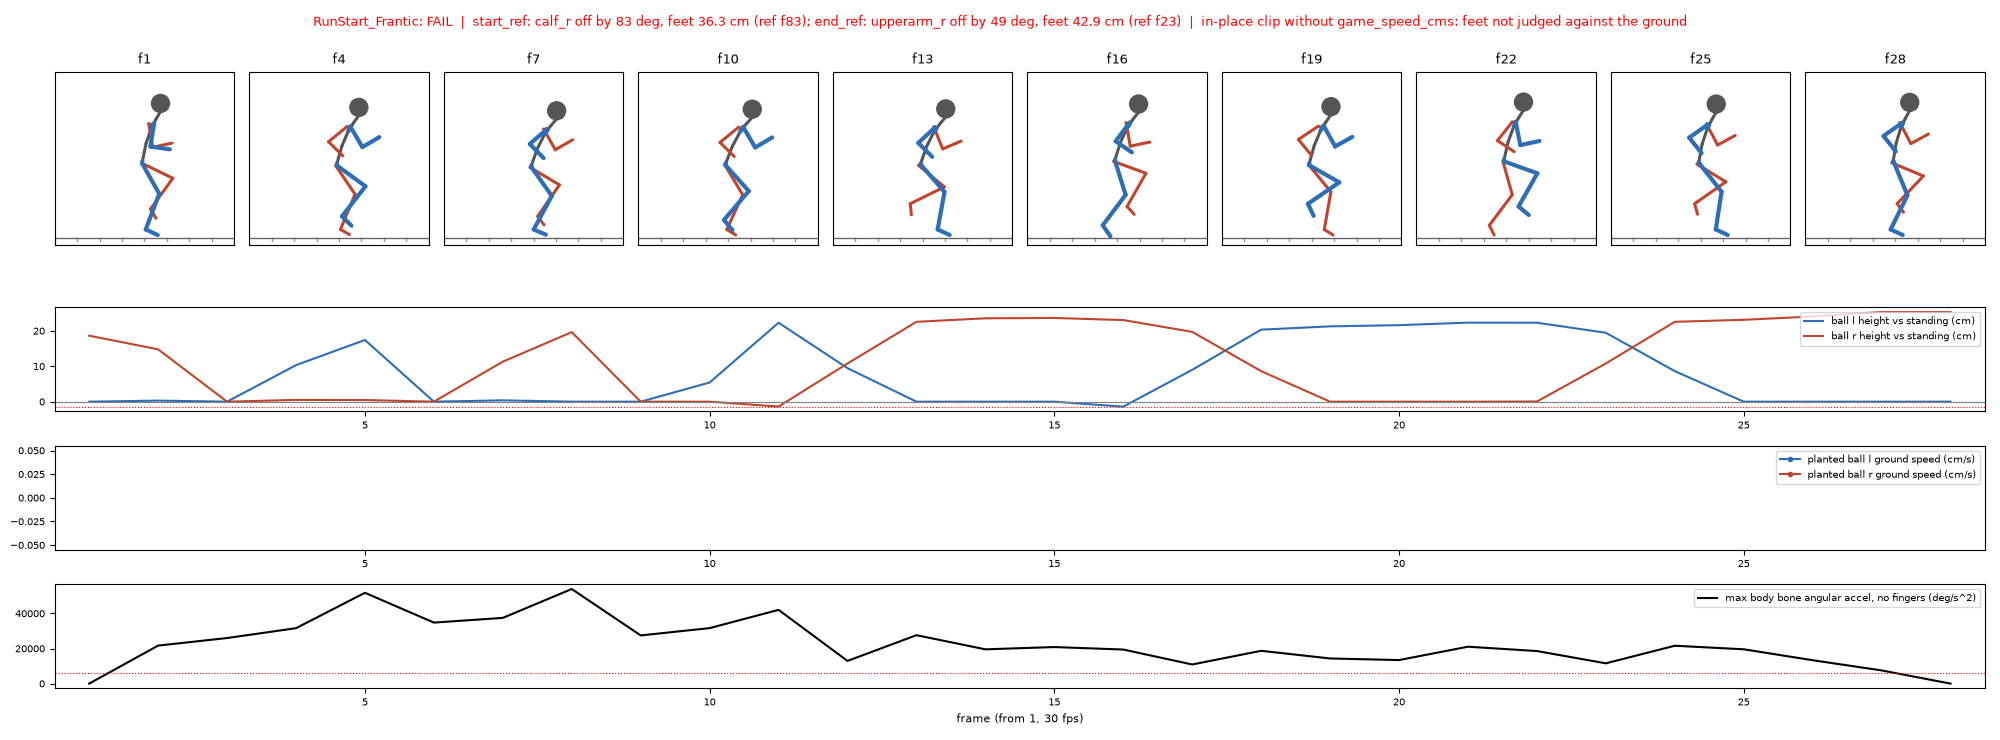 RunStart_Frantic: FAIL | start_ref: calf_r off by 83 deg, feet 36.3 cm (ref f83); end_ref: upperarm_r off by 49 deg, feet 42.9 cm (ref f23) | in-place clip without game_speed_cms: feet not judged against the ground
f1 f4 f7 f10 f13 f16 f19 f22 f25 f28
20
10
0
ball l height vs standing (cm)
ball r height vs standing (cm)
5 10 15 20 25
0.050
0.025
0.000
−0.025
−0.050
planted ball l ground speed (cm/s)
planted ball r ground speed (cm/s)
5 10 15 20 25
40000
20000
0
max body bone angular accel, no fingers (deg/s^2)
5 10 15 20 25
frame (from 1, 30 fps)